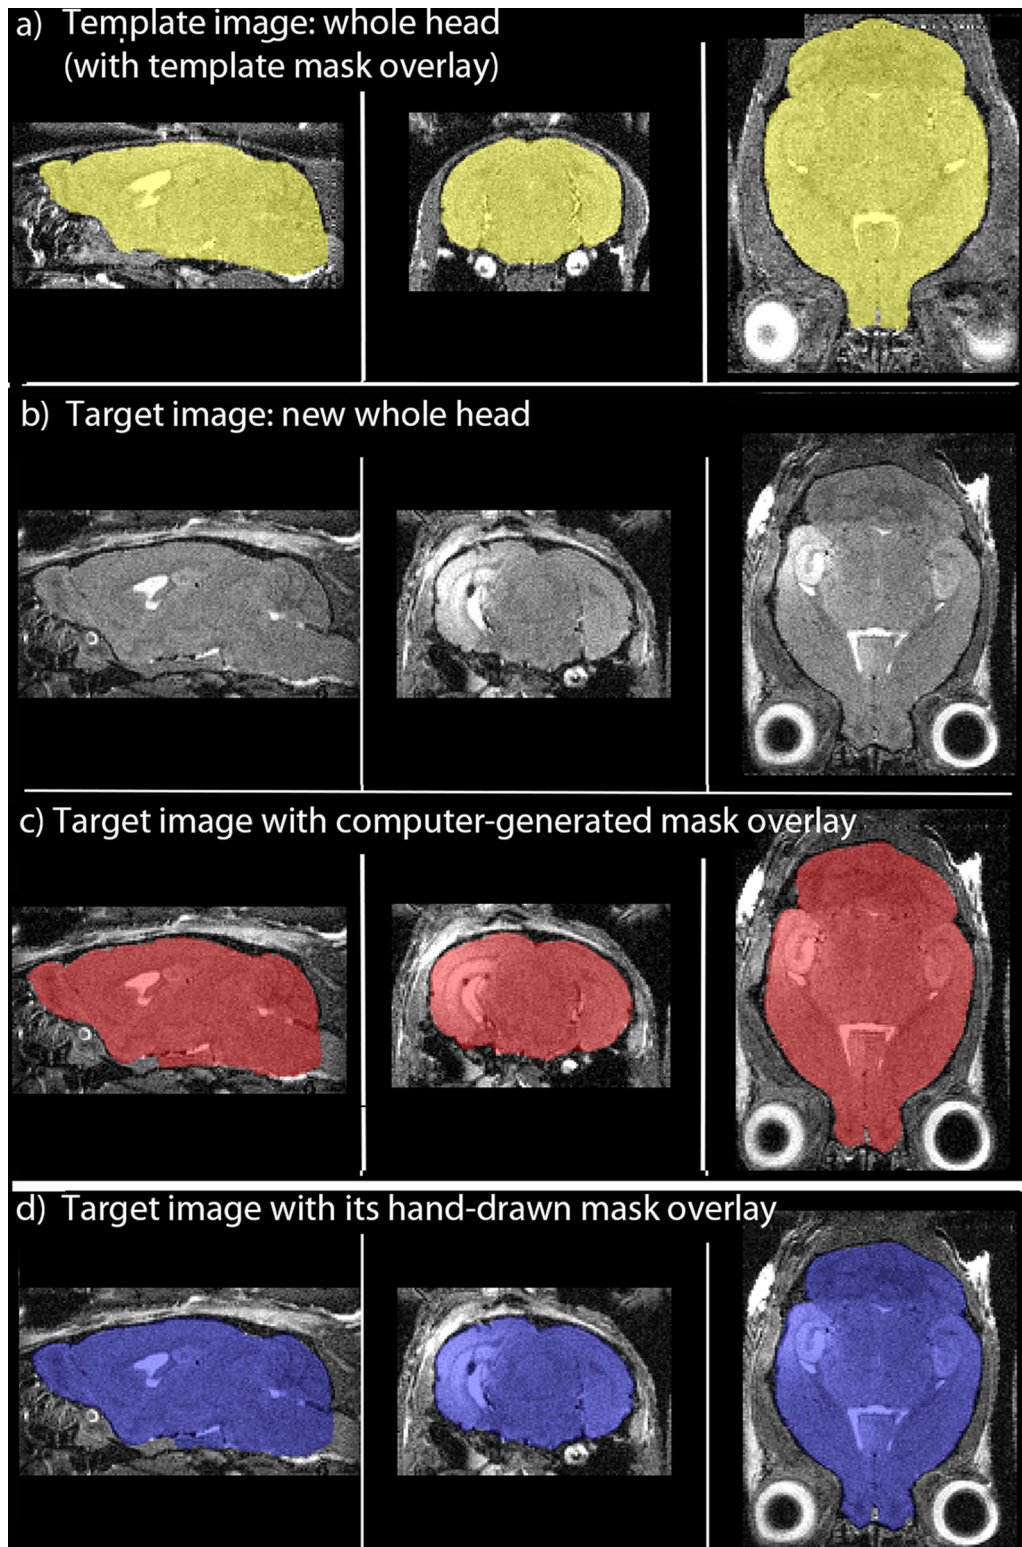 a) Template image: whole head
(with template mask overlay)
b) Target image: new whole head
c) Target image with computer-generated mask overlay
d) Target image with its hand-drawn mask overlay